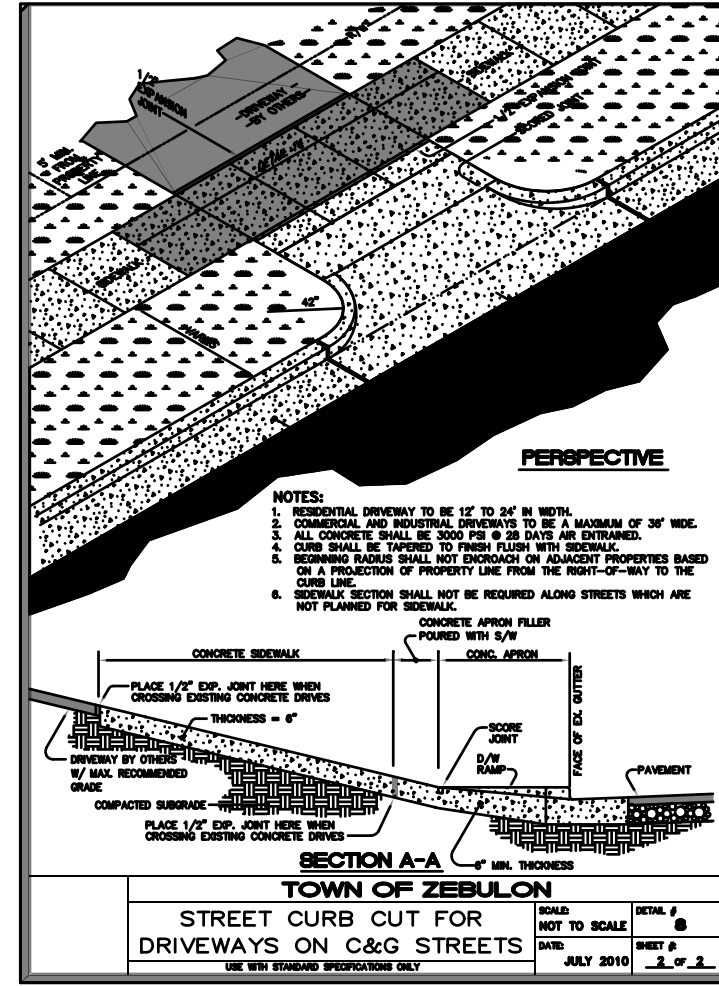 1/2"
EXPANSION
JOINT
DRIVEWAY
BY OTHERS
SIDEWALK
1/2" EXPANSION JOINT
SCORED JOINT
PROPERTY
LINE
SIDEWALK
42"
PERSPECTIVE
NOTES:
1. RESIDENTIAL DRIVEWAY TO BE 12' TO 24' IN WIDTH.
2. COMMERCIAL AND INDUSTRIAL DRIVEWAYS TO BE A MAXIMUM OF 36' WIDE.
3. ALL CONCRETE SHALL BE 3000 PSI @ 28 DAYS AIR ENTRAINED.
4. CURB SHALL BE TAPERED TO FINISH FLUSH WITH SIDEWALK.
5. BEGINNING RADIUS SHALL NOT ENCROACH ON ADJACENT PROPERTIES BASED
ON A PROJECTION OF PROPERTY LINE FROM THE RIGHT-OF-WAY TO THE
CURB LINE.
6. SIDEWALK SECTION SHALL NOT BE REQUIRED ALONG STREETS WHICH ARE
NOT PLANNED FOR SIDEWALK.
CONCRETE APRON FILLER
POURED WITH S/W
CONCRETE SIDEWALK
CONC. APRON
PLACE 1/2" EXP. JOINT HERE WHEN
CROSSING EXISTING CONCRETE DRIVES
THICKNESS = 6"
SCORE
JOINT
FACE OF EX. GUTTER
D/W
RAMP
DRIVEWAY BY OTHERS
W/ MAX. RECOMMENDED
GRADE
PAVEMENT
COMPACTED SUBGRADE
PLACE 1/2" EXP. JOINT HERE WHEN
CROSSING EXISTING CONCRETE DRIVES
SECTION A-A
6" MIN. THICKNESS
TOWN OF ZEBULON
STREET CURB CUT FOR
DRIVEWAYS ON C&G STREETS
USE WITH STANDARD SPECIFICATIONS ONLY
SCALE:
NOT TO SCALE
DETAIL #
8
DATE:
JULY 2010
SHEET #:
2 OF 2